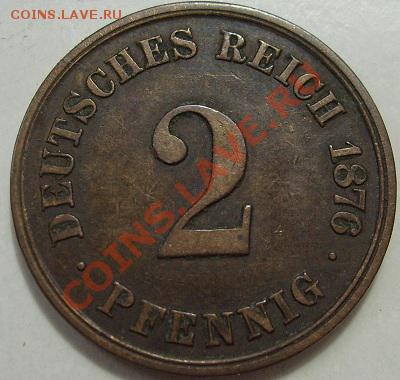 COINS.LAVE.RU
DEUTSCHES REICH 1876
2
· PFENNIG ·
COINS.LAVE.RU